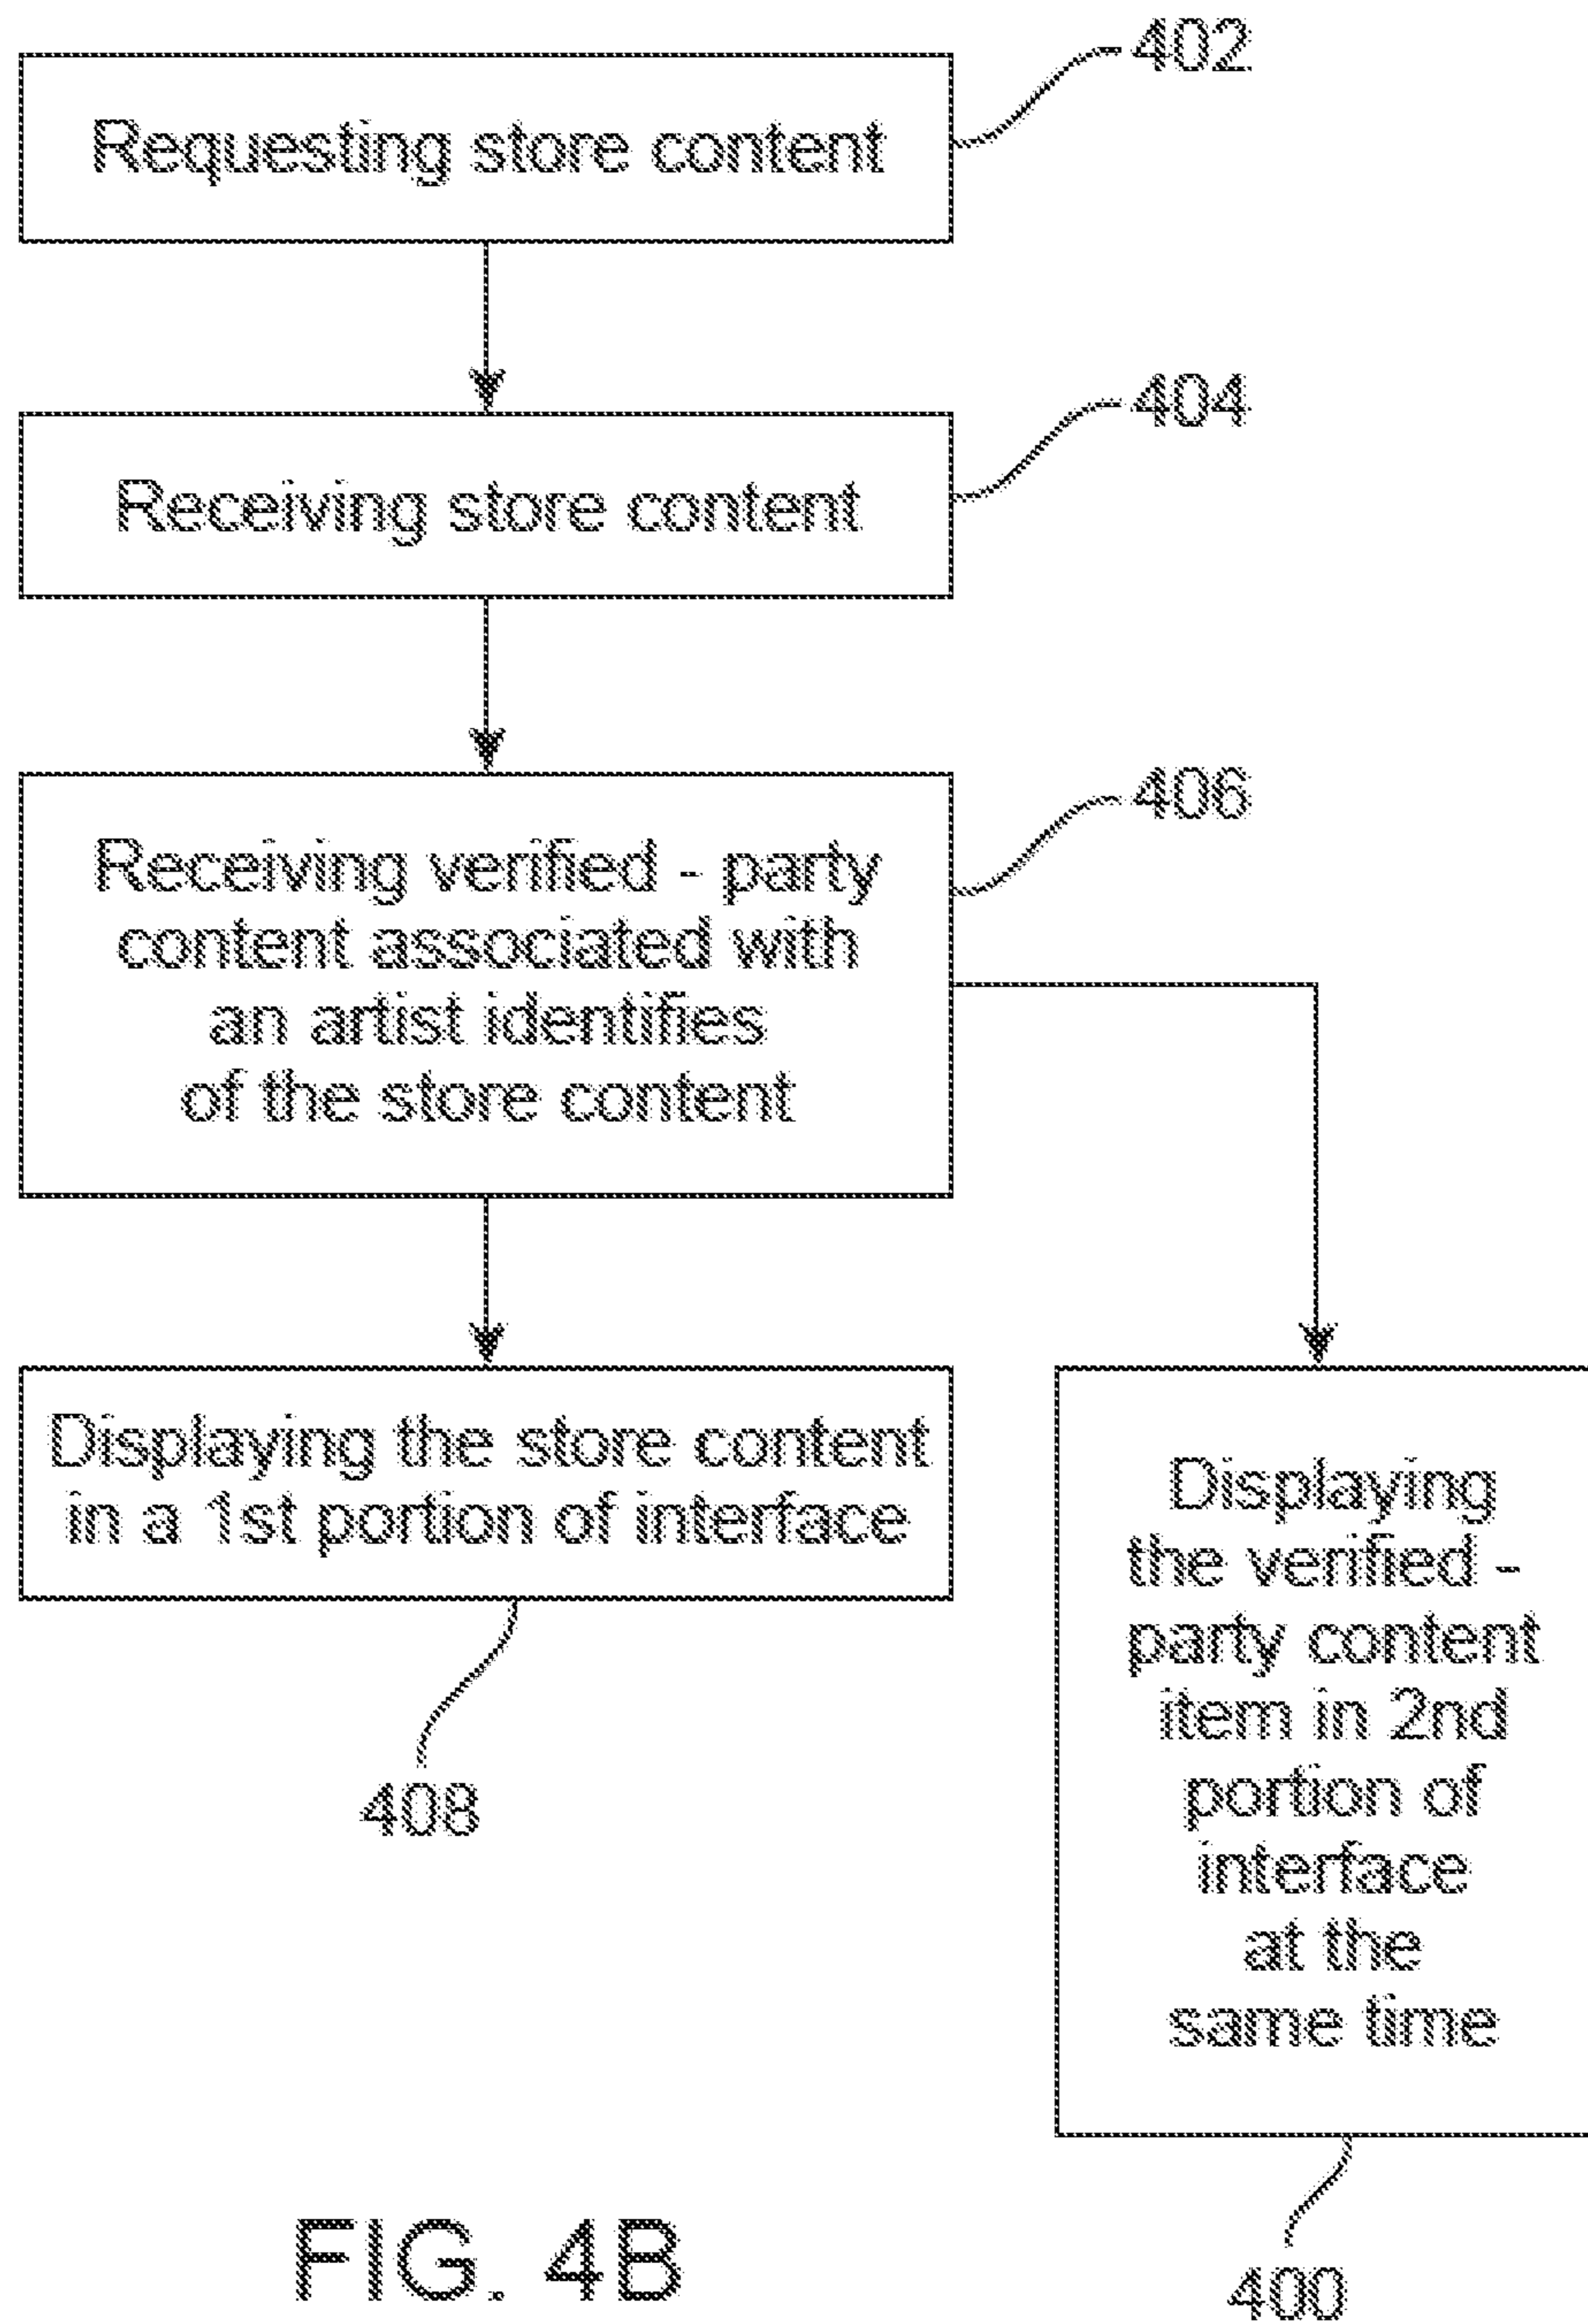 402
Requesting store content
404
Receiving store content
406
Receiving verified - party
content associated with
an artist identifies
of the store content
Displaying the store content
in a 1st portion of interface
408
Displaying
the verified -
party content
item in 2nd
portion of
interface
at the
same time
400
FIG. 4B